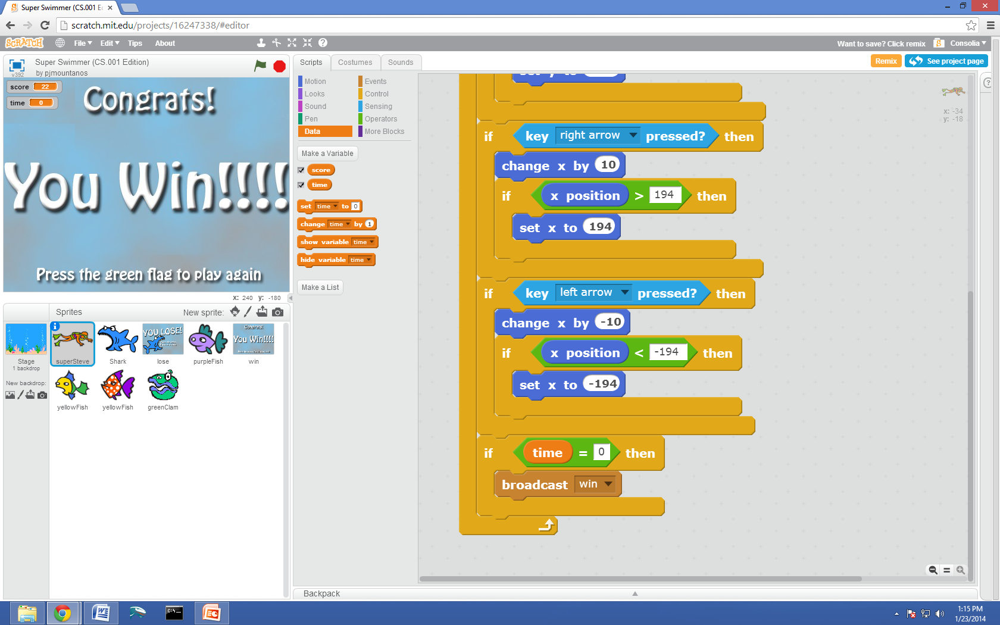 Super Swimmer (CS.001 E
scratch.mit.edu/projects/16247338/#editor
SCRATCH File Edit Tips About Want to save? Click remix Consolia
Super Swimmer (CS.001 Edition)
by pjmountanos
v392
Scripts Costumes Sounds
Remix See project page
score 22
time 0
Congrats!
You Win!!!!
Press the green flag to play again
x: 240 y: -180
Motion Events
Looks Control
Sound Sensing
Pen Operators
Data More Blocks
Make a Variable
score
time
set time to 0
change time by 1
show variable time
hide variable time
Make a List
x: -34
y: -18
if key right arrow pressed? then
change x by 10
if x position > 194 then
set x to 194
if key left arrow pressed? then
change x by -10
if x position < -194 then
set x to -194
if time = 0 then
broadcast win
Sprites New sprite:
YOU LOSE!
Congrats!
You Win!!!!
Stage
1 backdrop
New backdrop:
superSteve Shark lose purpleFish win
yellowFish yellowFish greenClam
Backpack
1:15 PM
1/23/2014